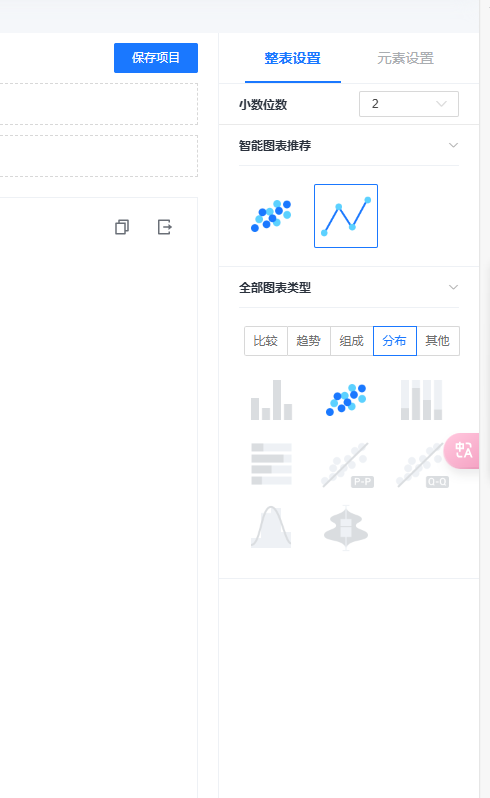 保存项目
整表设置
元素设置
小数位数
2
智能图表推荐
全部图表类型
比较
趋势
组成
分布
其他
P-P
Q-Q
中A